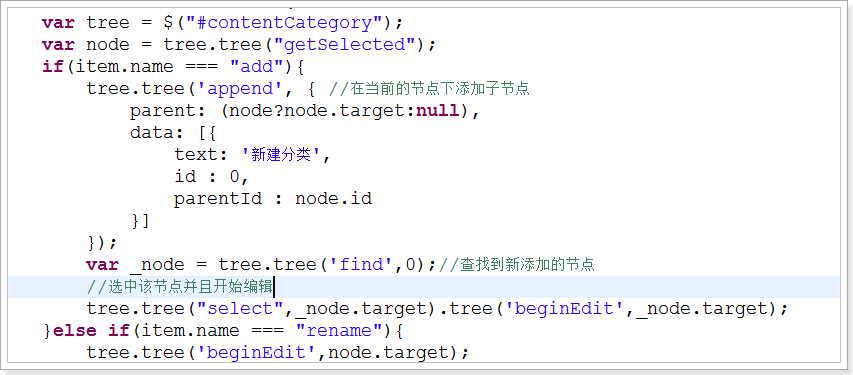 var tree = $("#contentCategory");
var node = tree.tree("getSelected");
if(item.name === "add"){
    tree.tree('append', { //在当前的节点下添加子节点
        parent: (node?node.target:null),
        data: [{
            text: '新建分类',
            id : 0,
            parentId : node.id
        }]
    });
    var _node = tree.tree('find',0);//查找到新添加的节点
    //选中该节点并且开始编辑
    tree.tree("select",_node.target).tree('beginEdit',_node.target);
}else if(item.name === "rename"){
    tree.tree('beginEdit',node.target);